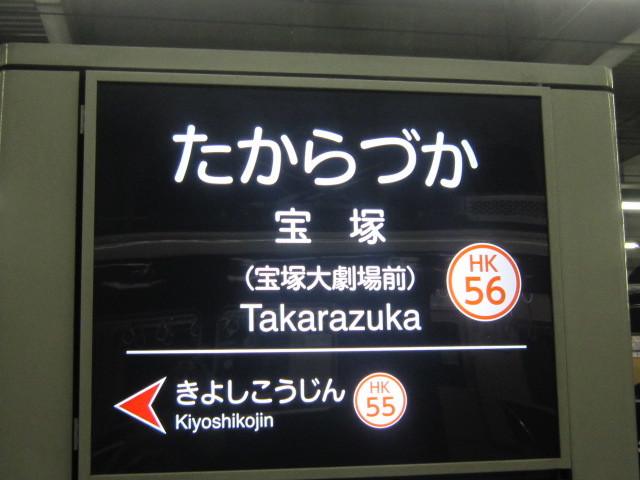 たからづか
宝塚
(宝塚大劇場前)
Takarazuka
HK
56
きよしこうじん
Kiyoshikojin
HK
55